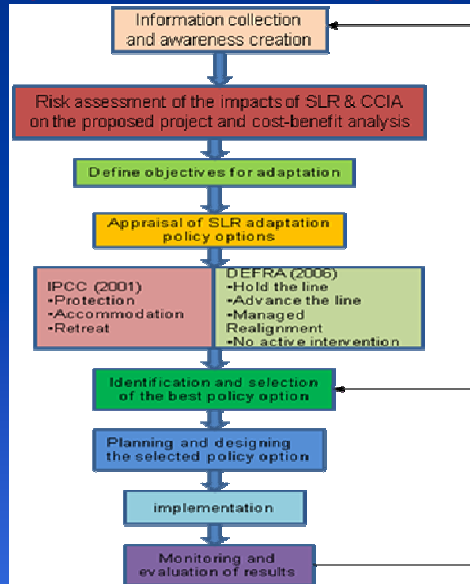 Information collection
and awareness creation
Risk assessment of the impacts of SLR & CCIA
on the proposed project and cost-benefit analysis
Define objectives for adaptation
Appraisal of SLR adaptation
policy options
IPCC (2001)
•Protection
•Accommodation
•Retreat
DEFRA (2006)
•Hold the line
•Advance the line
•Managed
Realignment
•No active intervention
Identification and selection
of the best policy option
Planning and designing
the selected policy option
implementation
Monitoring and
evaluation of results